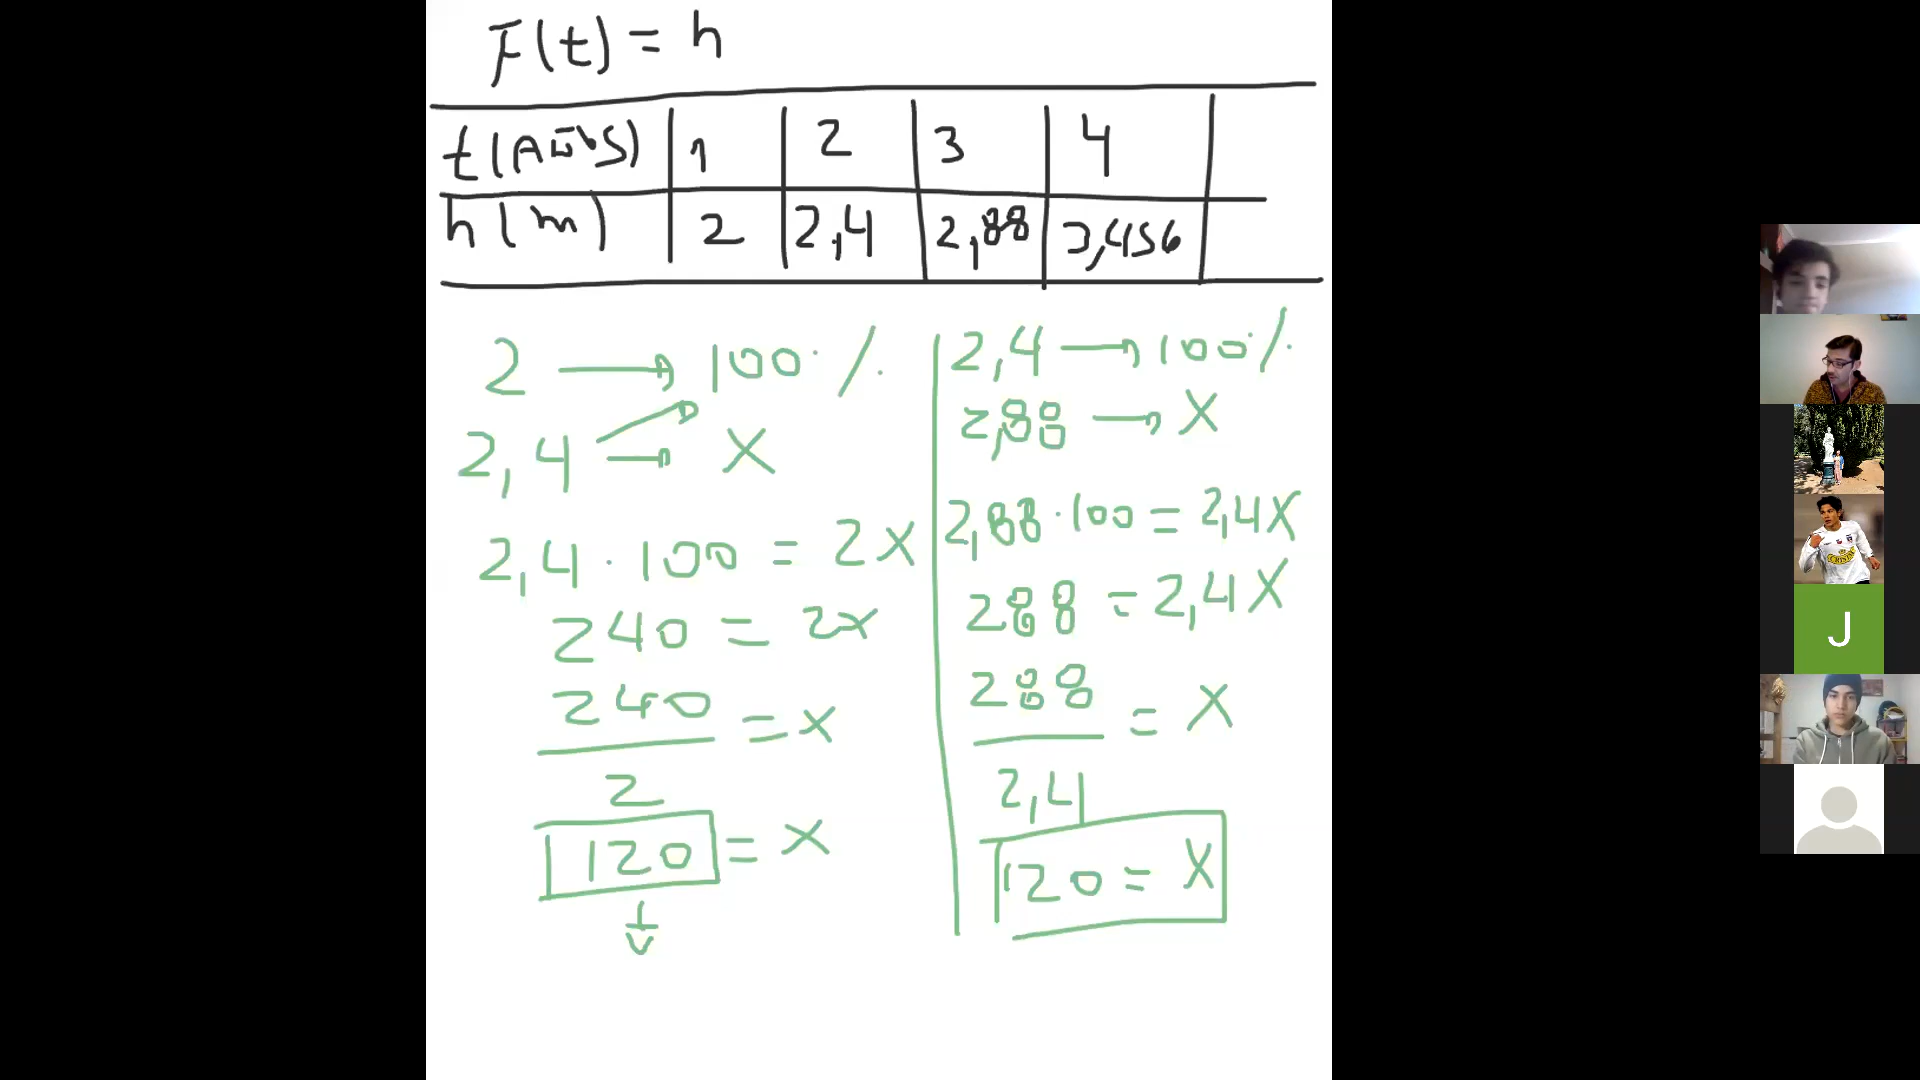 F(t) = h
t(AÑOS) 1 2 3 4
h(m) 2 2,4 2,88 3,456
2 → 100 %
2,4 → X
2,4 · 100 = 2x
240 = 2x
240 = x
2
120 = x
2,4 → 100 %
2,88 → X
2,88 · 100 = 2,4X
288 = 2,4X
288 = X
2,4
120 = X
J